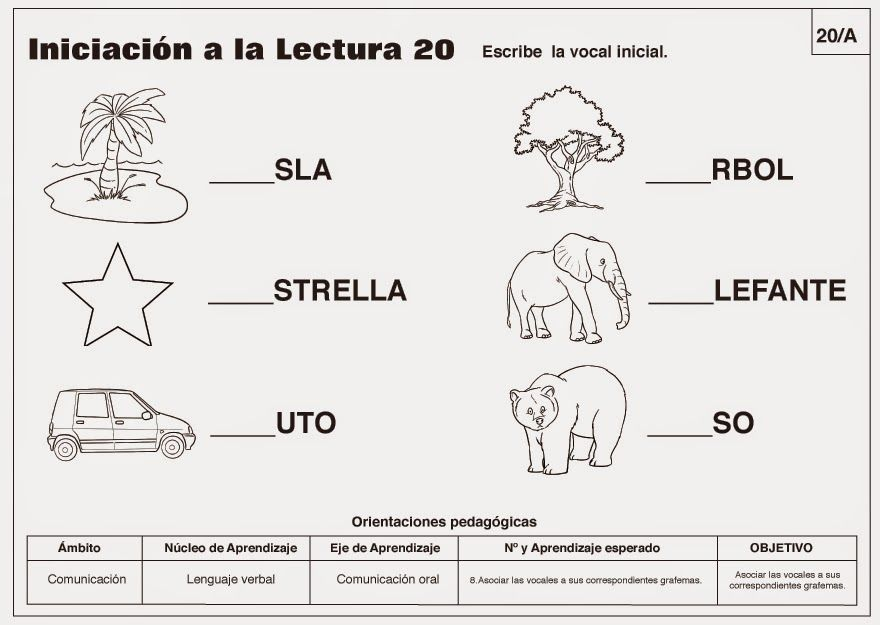 Iniciación a la Lectura 20 Escribe la vocal inicial.
20/A
_____SLA
_____RBOL
_____STRELLA
_____LEFANTE
_____UTO
_____SO
Orientaciones pedagógicas
Ámbito Núcleo de Aprendizaje Eje de Aprendizaje Nº y Aprendizaje esperado OBJETIVO
Comunicación Lenguaje verbal Comunicación oral 8.Asociar las vocales a sus correspondientes grafemas. Asociar las vocales a sus
correspondientes grafemas.